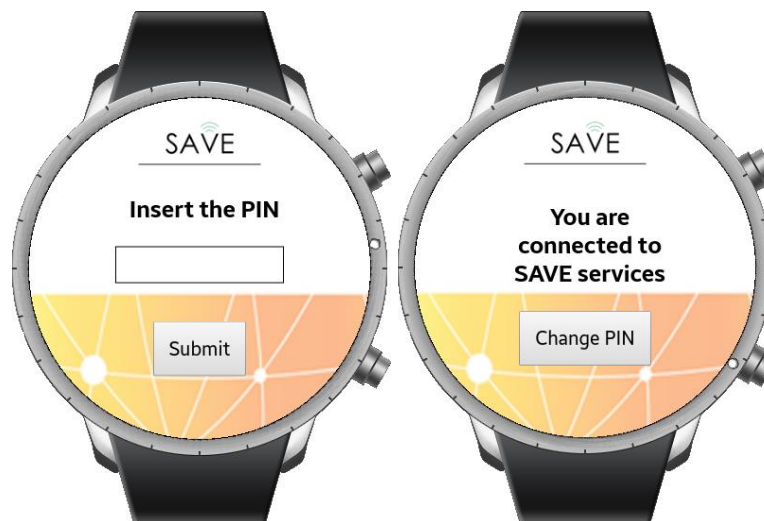 SAVE
Insert the PIN
Submit
SAVE
You are
connected to
SAVE services
Change PIN